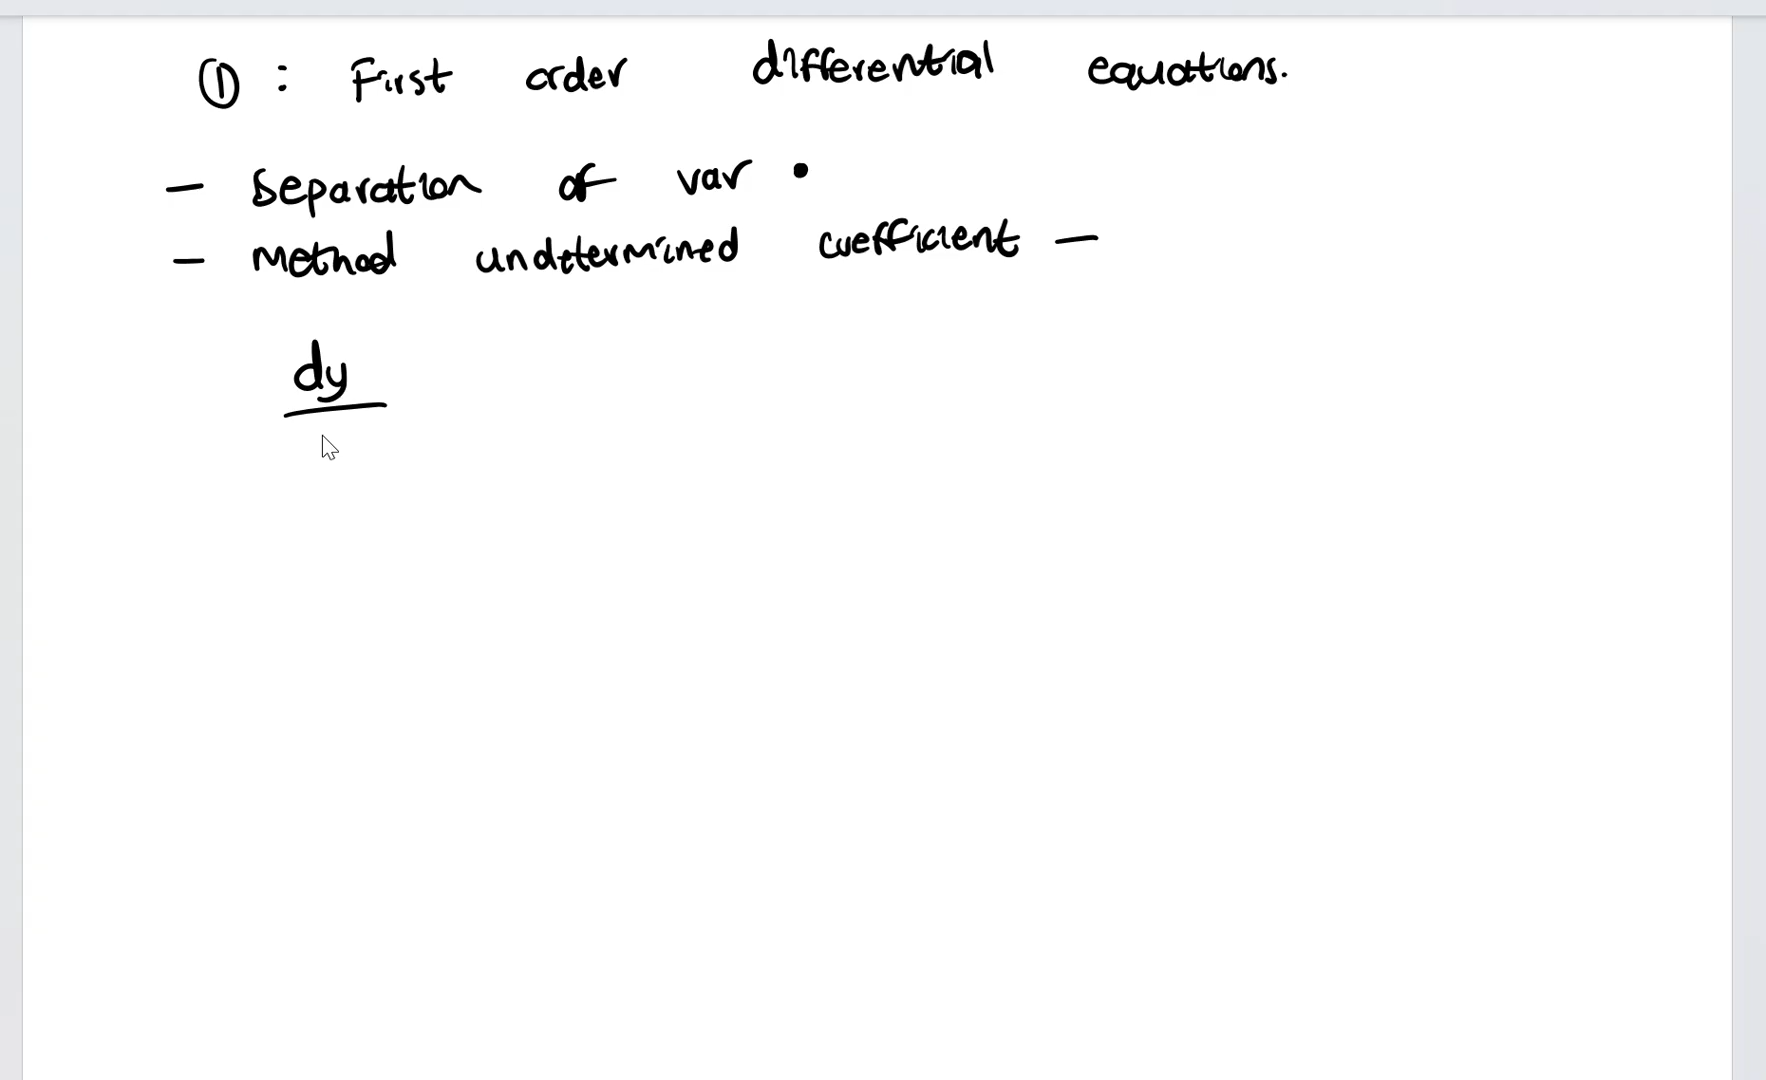 ① : First order differential equations.
- Separation of var .
- Method undetermined coefficient -
dy